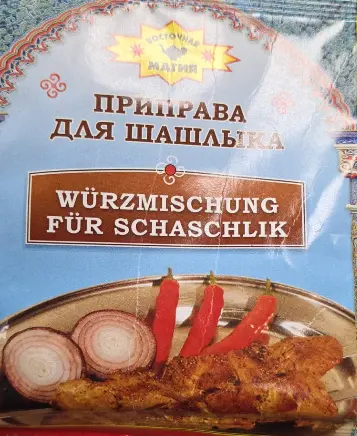 ВОСТОЧНАЯ
МАГИЯ
ПРИПРАВА
ДЛЯ ШАШЛЫКА
WÜRZMISCHUNG
FÜR SCHASCHLIK